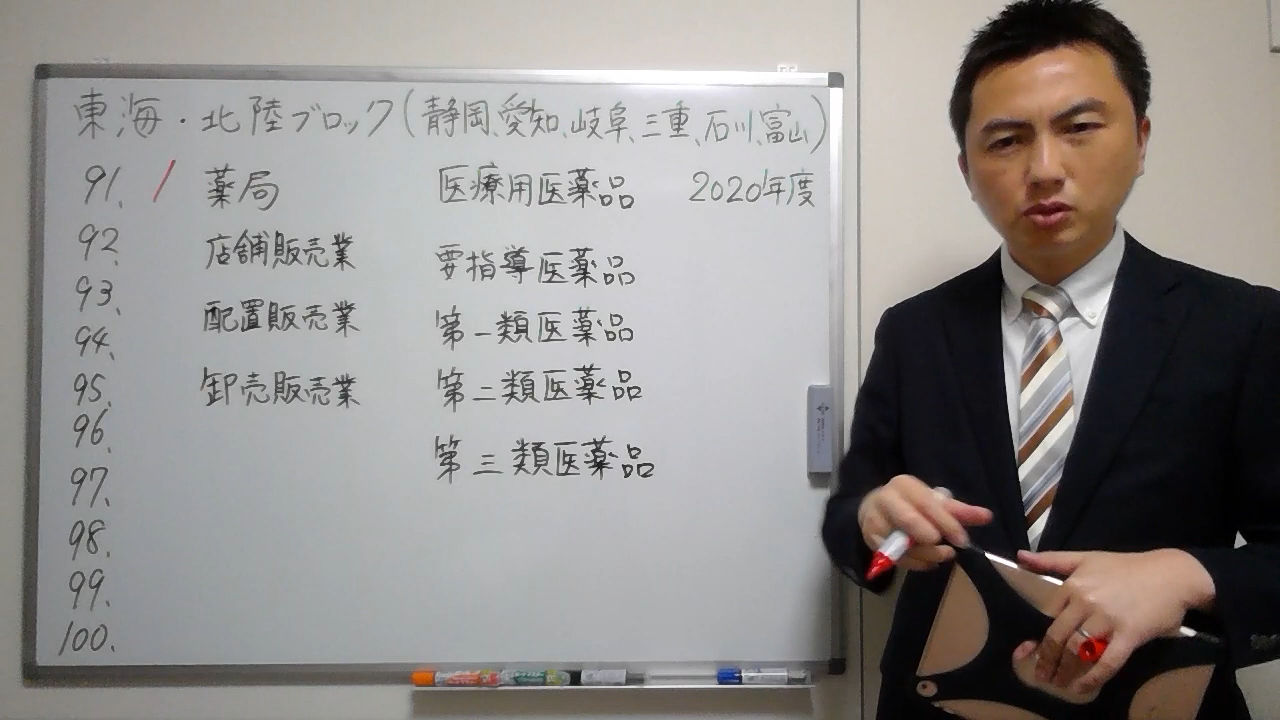 東海・北陸ブロック(静岡、愛知、岐阜、三重、石川、富山)
91. / 薬局 医療用医薬品 2020年度
92. 店舗販売業 要指導医薬品
93. 配置販売業 第一類医薬品
94.
95. 卸売販売業 第二類医薬品
96.
97. 第三類医薬品
98.
99.
100.